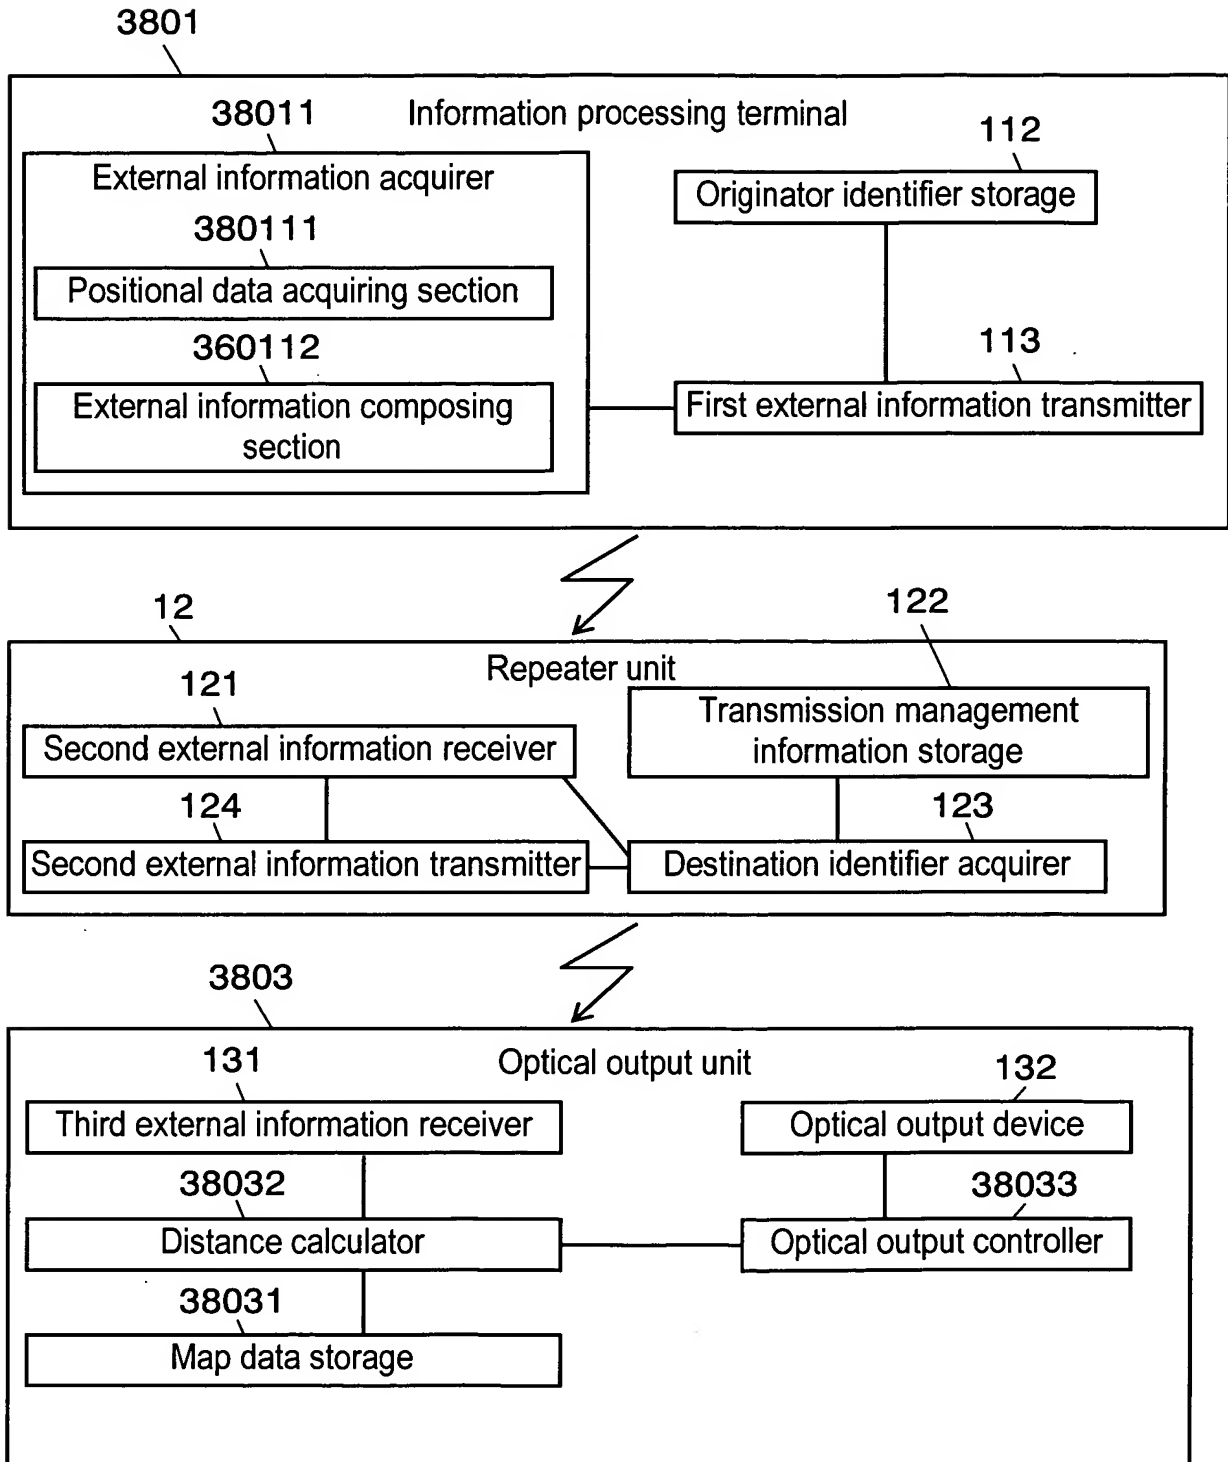 3801
38011
Information processing terminal
112
External information acquirer
Originator identifier storage
380111
Positional data acquiring section
360112
113
External information composing
section
First external information transmitter
12
122
Repeater unit
121
Transmission management
information storage
Second external information receiver
124
123
Second external information transmitter
Destination identifier acquirer
3803
131
Optical output unit
132
Third external information receiver
Optical output device
38032
38033
Distance calculator
Optical output controller
38031
Map data storage